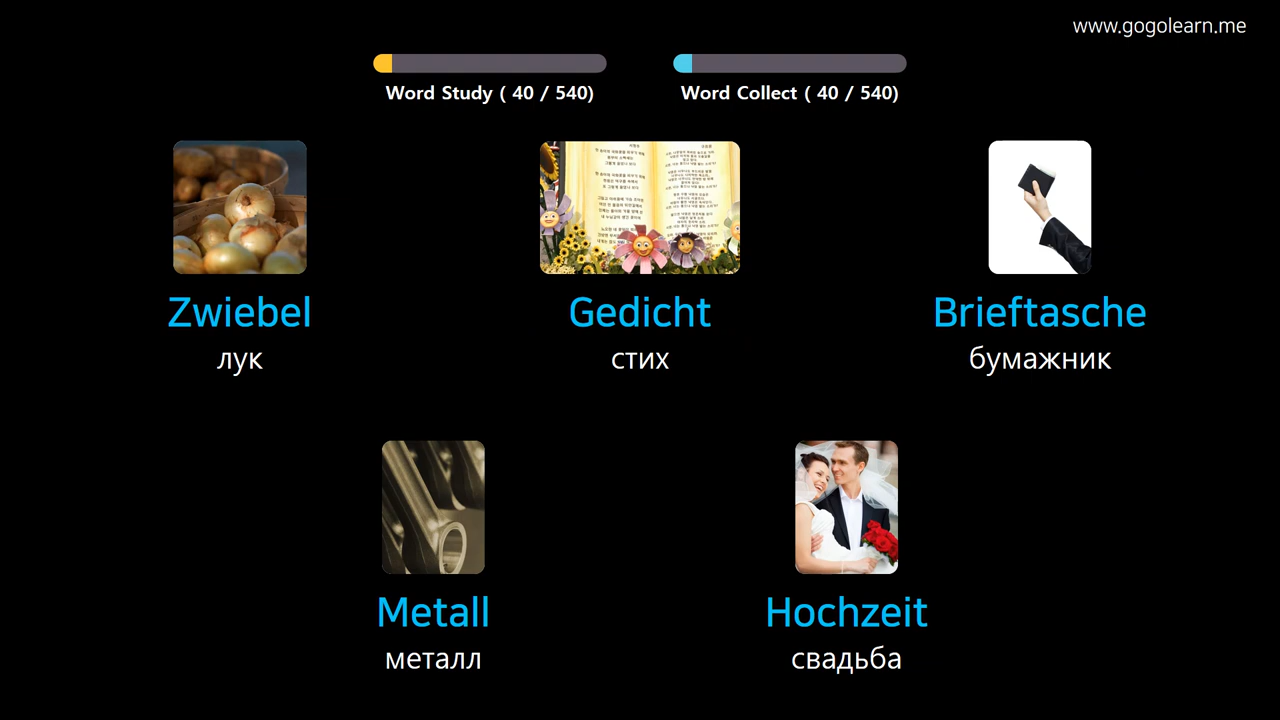 www.gogolearn.me
Word Study ( 40 / 540)
Word Collect ( 40 / 540)
Zwiebel
Gedicht
Brieftasche
лук
стих
бумажник
Metall
Hochzeit
металл
свадьба